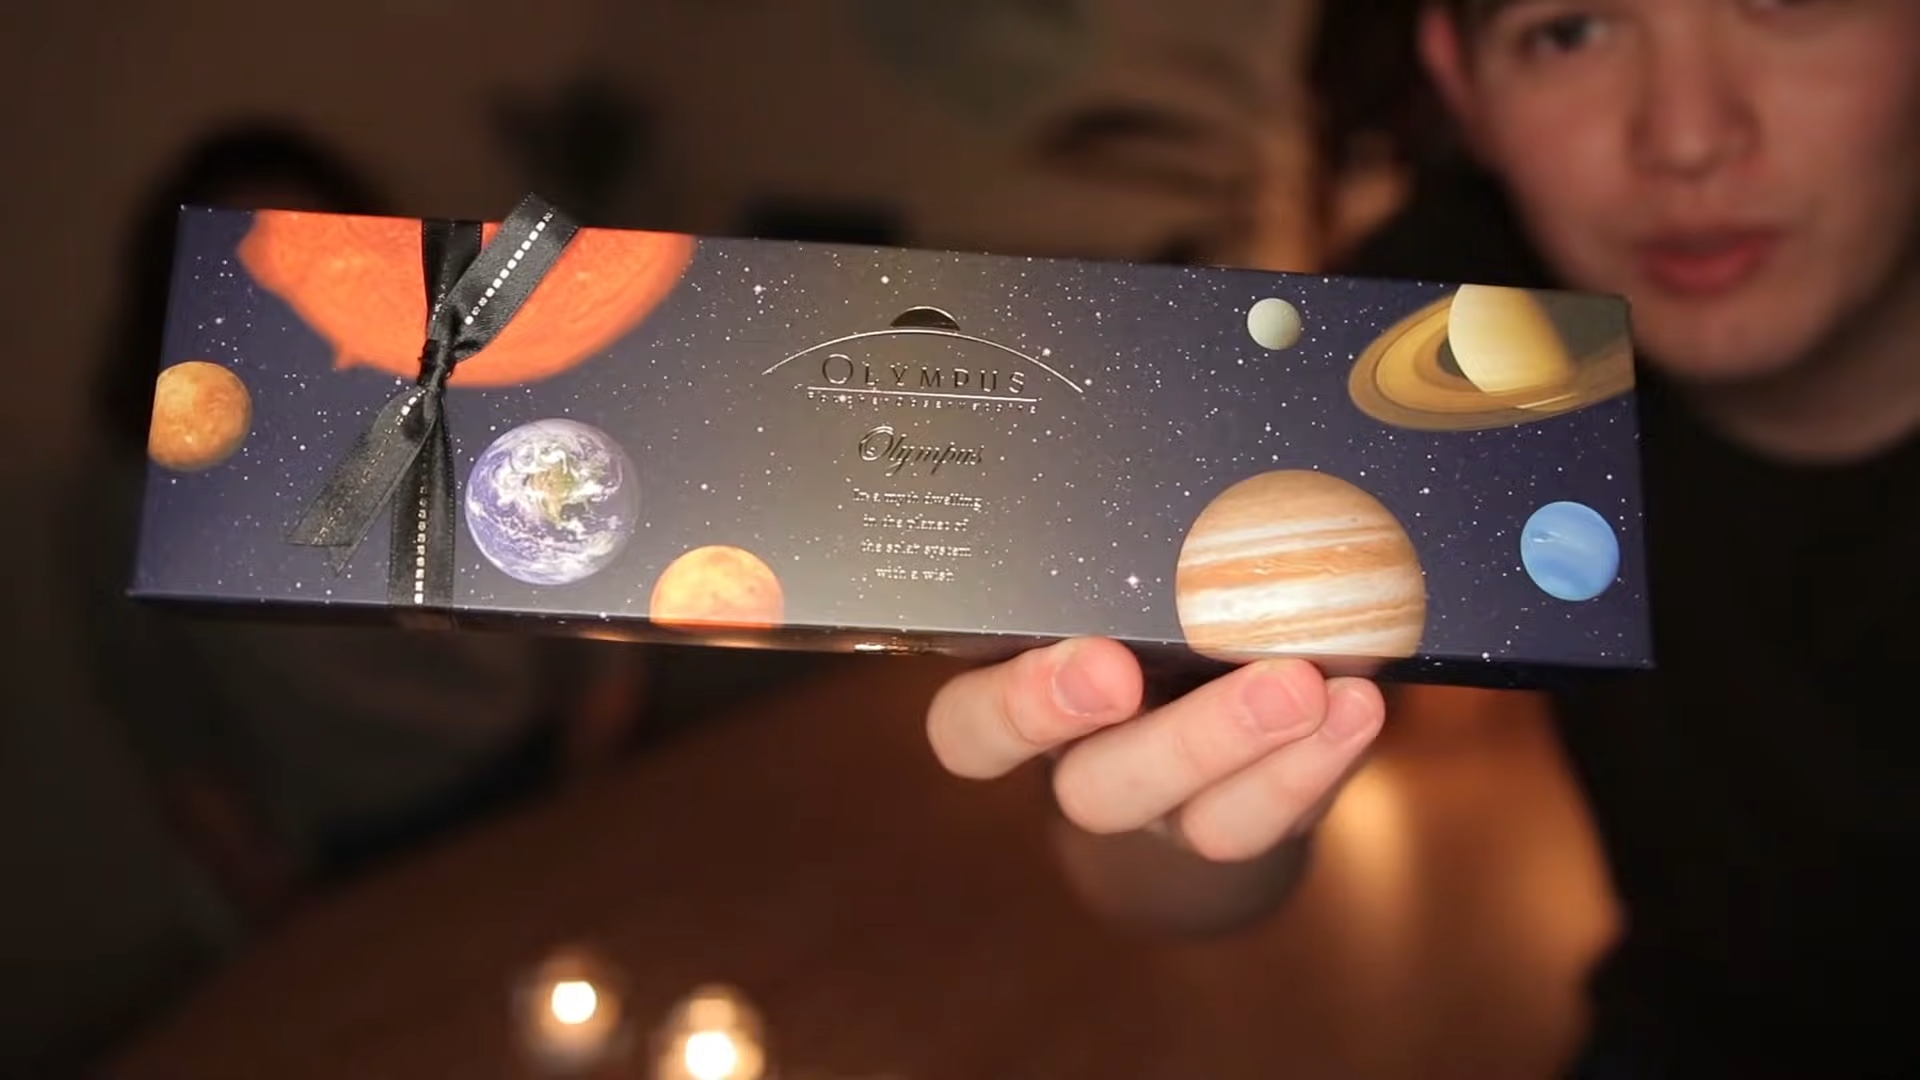 OLYMPUS
Olympus
In a myth dwelling
in the planet of
the solar system
with a wish